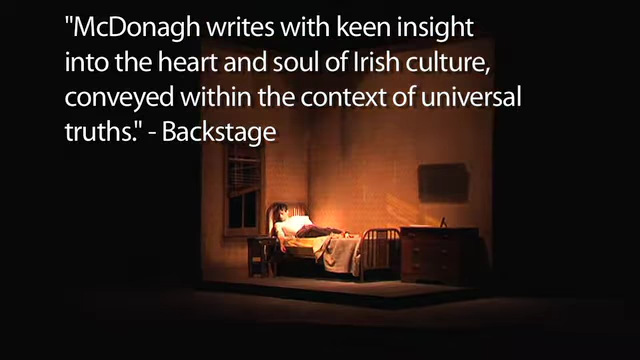 "McDonagh writes with keen insight
into the heart and soul of Irish culture,
conveyed within the context of universal
truths." - Backstage